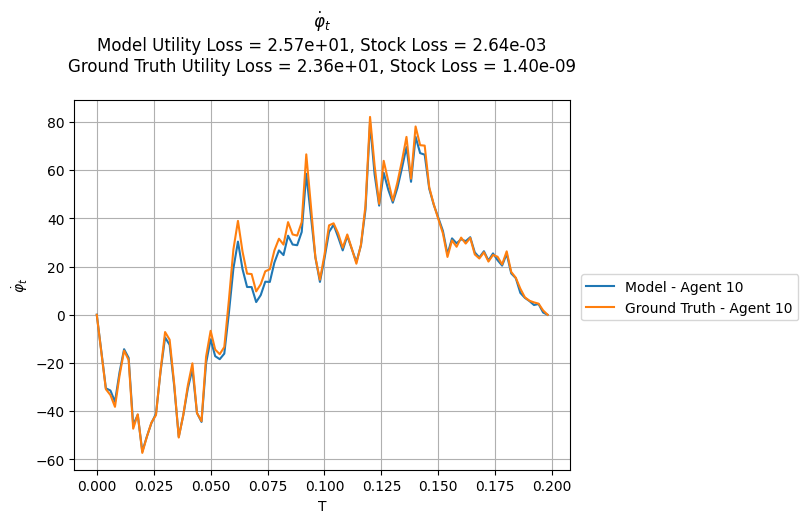 φ̇ₜ
Model Utility Loss = 2.57e+01, Stock Loss = 2.64e-03
Ground Truth Utility Loss = 2.36e+01, Stock Loss = 1.40e-09
80
60
40
20
0
−20
−40
−60
φ̇ₜ
0.000 0.025 0.050 0.075 0.100 0.125 0.150 0.175 0.200
T
Model - Agent 10
Ground Truth - Agent 10